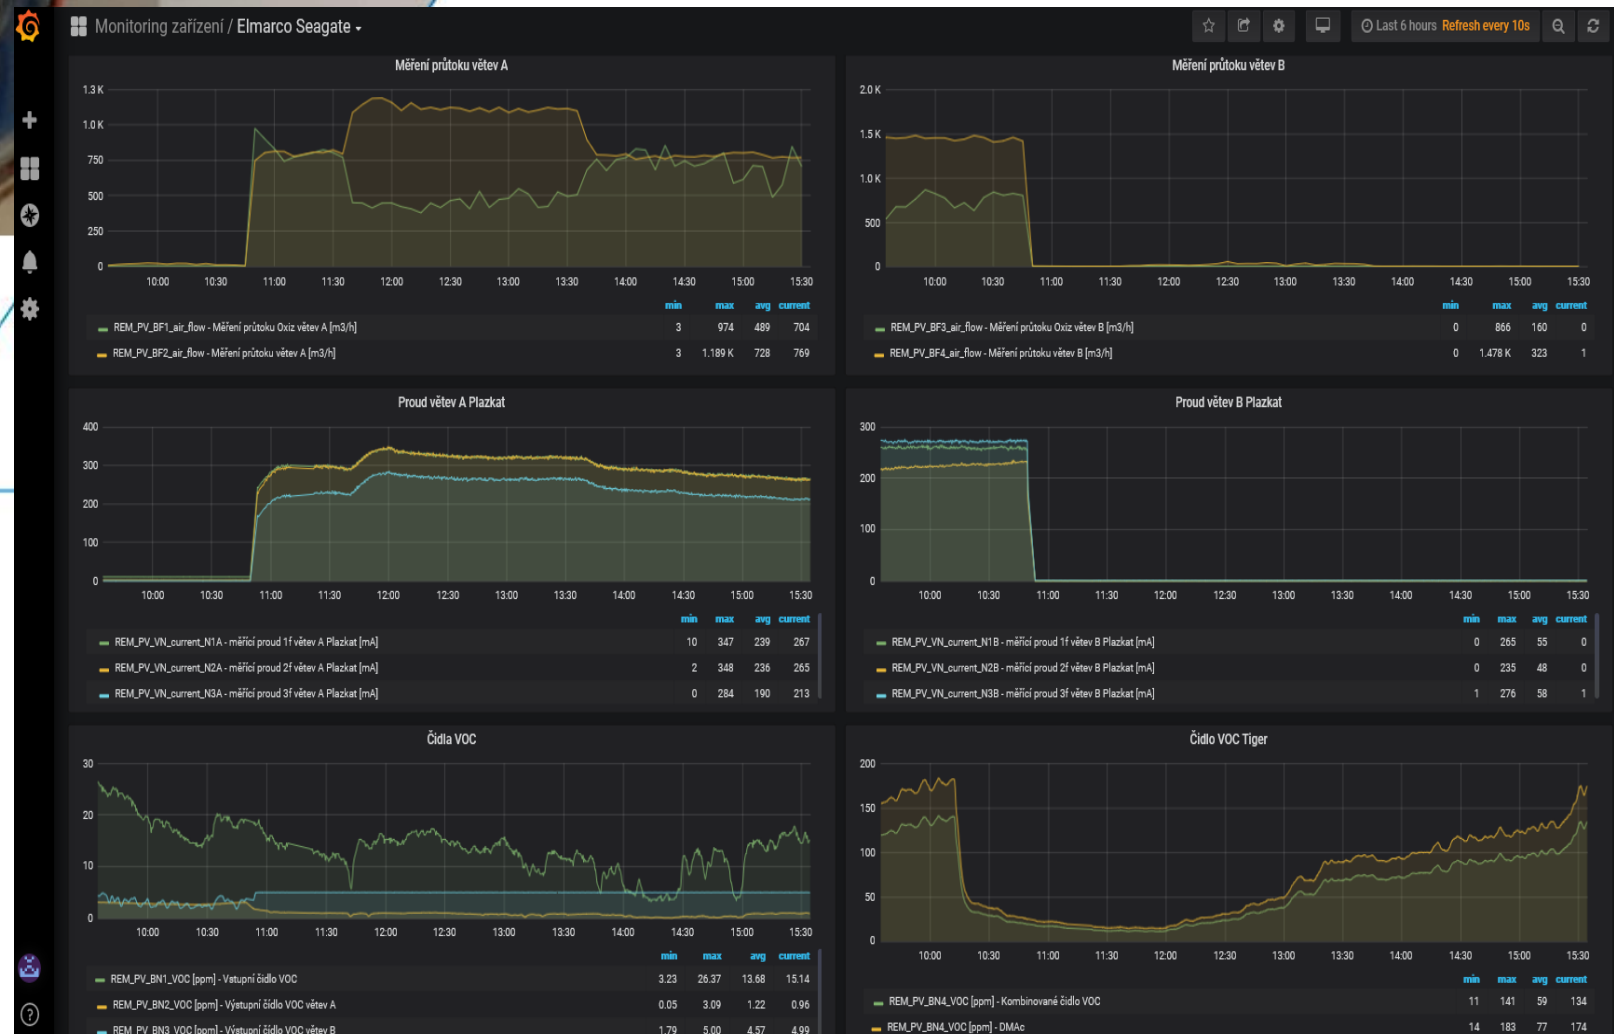 Monitoring zařízení / Elmarco Seagate
Last 6 hours Refresh every 10s
Měření průtoku větev A
1.3 K
1.0 K
750
500
250
0
10:00 10:30 11:00 11:30 12:00 12:30 13:00 13:30 14:00 14:30 15:00 15:30
min max avg current
REM_PV_BF1_air_flow - Měření průtoku Oxiz větev A [m3/h] 3 974 489 704
REM_PV_BF2_air_flow - Měření průtoku větev A [m3/h] 3 1.189 K 728 769
Měření průtoku větev B
2.0 K
1.5 K
1.0 K
500
0
10:00 10:30 11:00 11:30 12:00 12:30 13:00 13:30 14:00 14:30 15:00 15:30
min max avg current
REM_PV_BF3_air_flow - Měření průtoku Oxiz větev B [m3/h] 0 866 160 0
REM_PV_BF4_air_flow - Měření průtoku větev B [m3/h] 0 1.478 K 323 1
Proud větev A Plazkat
400
300
200
100
0
10:00 10:30 11:00 11:30 12:00 12:30 13:00 13:30 14:00 14:30 15:00 15:30
min max avg current
REM_PV_VN_current_N1A - měřící proud 1f větev A Plazkat [mA] 10 347 239 267
REM_PV_VN_current_N2A - měřící proud 2f větev A Plazkat [mA] 2 348 236 265
REM_PV_VN_current_N3A - měřící proud 3f větev A Plazkat [mA] 0 284 190 213
Proud větev B Plazkat
300
200
100
0
10:00 10:30 11:00 11:30 12:00 12:30 13:00 13:30 14:00 14:30 15:00 15:30
min max avg current
REM_PV_VN_current_N1B - měřící proud 1f větev B Plazkat [mA] 0 265 55 0
REM_PV_VN_current_N2B - měřící proud 2f větev B Plazkat [mA] 0 235 48 0
REM_PV_VN_current_N3B - měřící proud 3f větev B Plazkat [mA] 1 276 58 1
Čidla VOC
30
20
10
0
10:00 10:30 11:00 11:30 12:00 12:30 13:00 13:30 14:00 14:30 15:00 15:30
min max avg current
REM_PV_BN1_VOC [ppm] - Vstupní čidlo VOC 3.23 26.37 13.68 15.14
REM_PV_BN2_VOC [ppm] - Výstupní čídlo VOC větev A 0.05 3.09 1.22 0.96
REM_PV_BN3_VOC [ppm] - Výstupní čídlo VOC větev B 1.79 5.00 4.57 4.99
Čidlo VOC Tiger
200
150
100
50
0
10:00 10:30 11:00 11:30 12:00 12:30 13:00 13:30 14:00 14:30 15:00 15:30
min max avg current
REM_PV_BN4_VOC [ppm] - Kombinované čidlo VOC 11 141 59 134
REM_PV_BN4_VOC [ppm] - DMAc 14 183 77 174